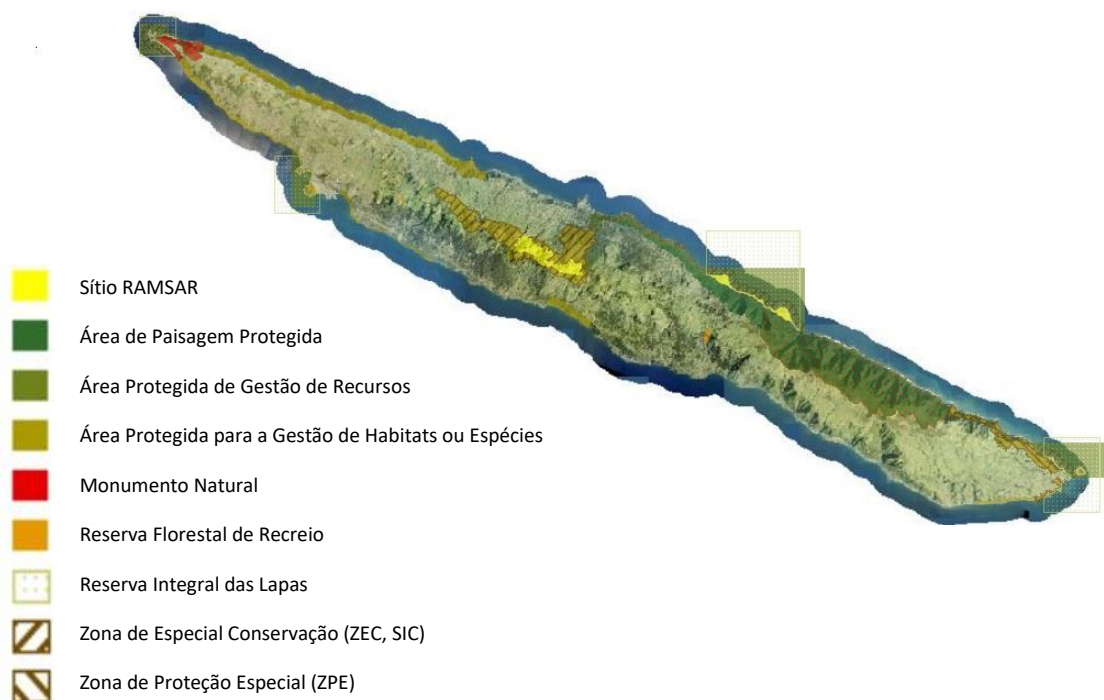 Sítio RAMSAR
Área de Paisagem Protegida
Área Protegida de Gestão de Recursos
Área Protegida para a Gestão de Habitats ou Espécies
Monumento Natural
Reserva Florestal de Recreio
Reserva Integral das Lapas
Zona de Especial Conservação (ZEC, SIC)
Zona de Proteção Especial (ZPE)